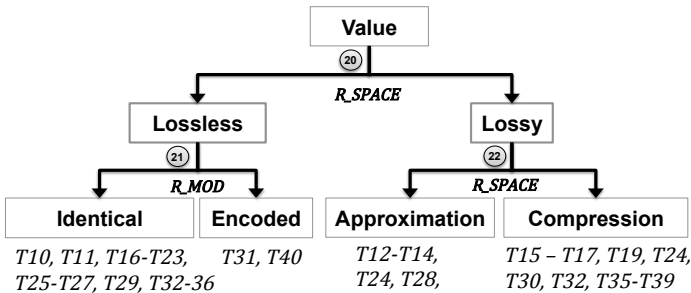 Value
20
R_SPACE
Lossless
Lossy
21
22
R_MOD
R_SPACE
Identical
Encoded
Approximation
Compression
T10, T11, T16-T23,
T25-T27, T29, T32-36
T31, T40
T12-T14,
T24, T28,
T15 – T17, T19, T24,
T30, T32, T35-T39